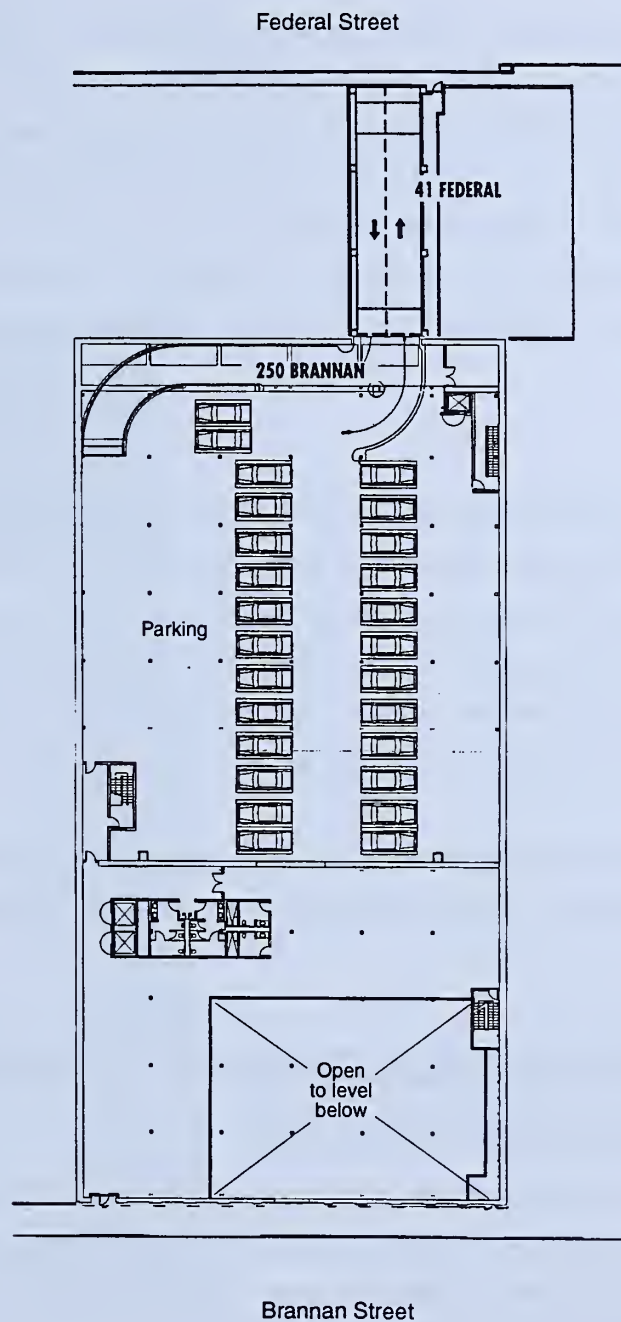 Federal Street
41 FEDERAL
250 BRANNAN
Parking
Open
to level
below
Brannan Street